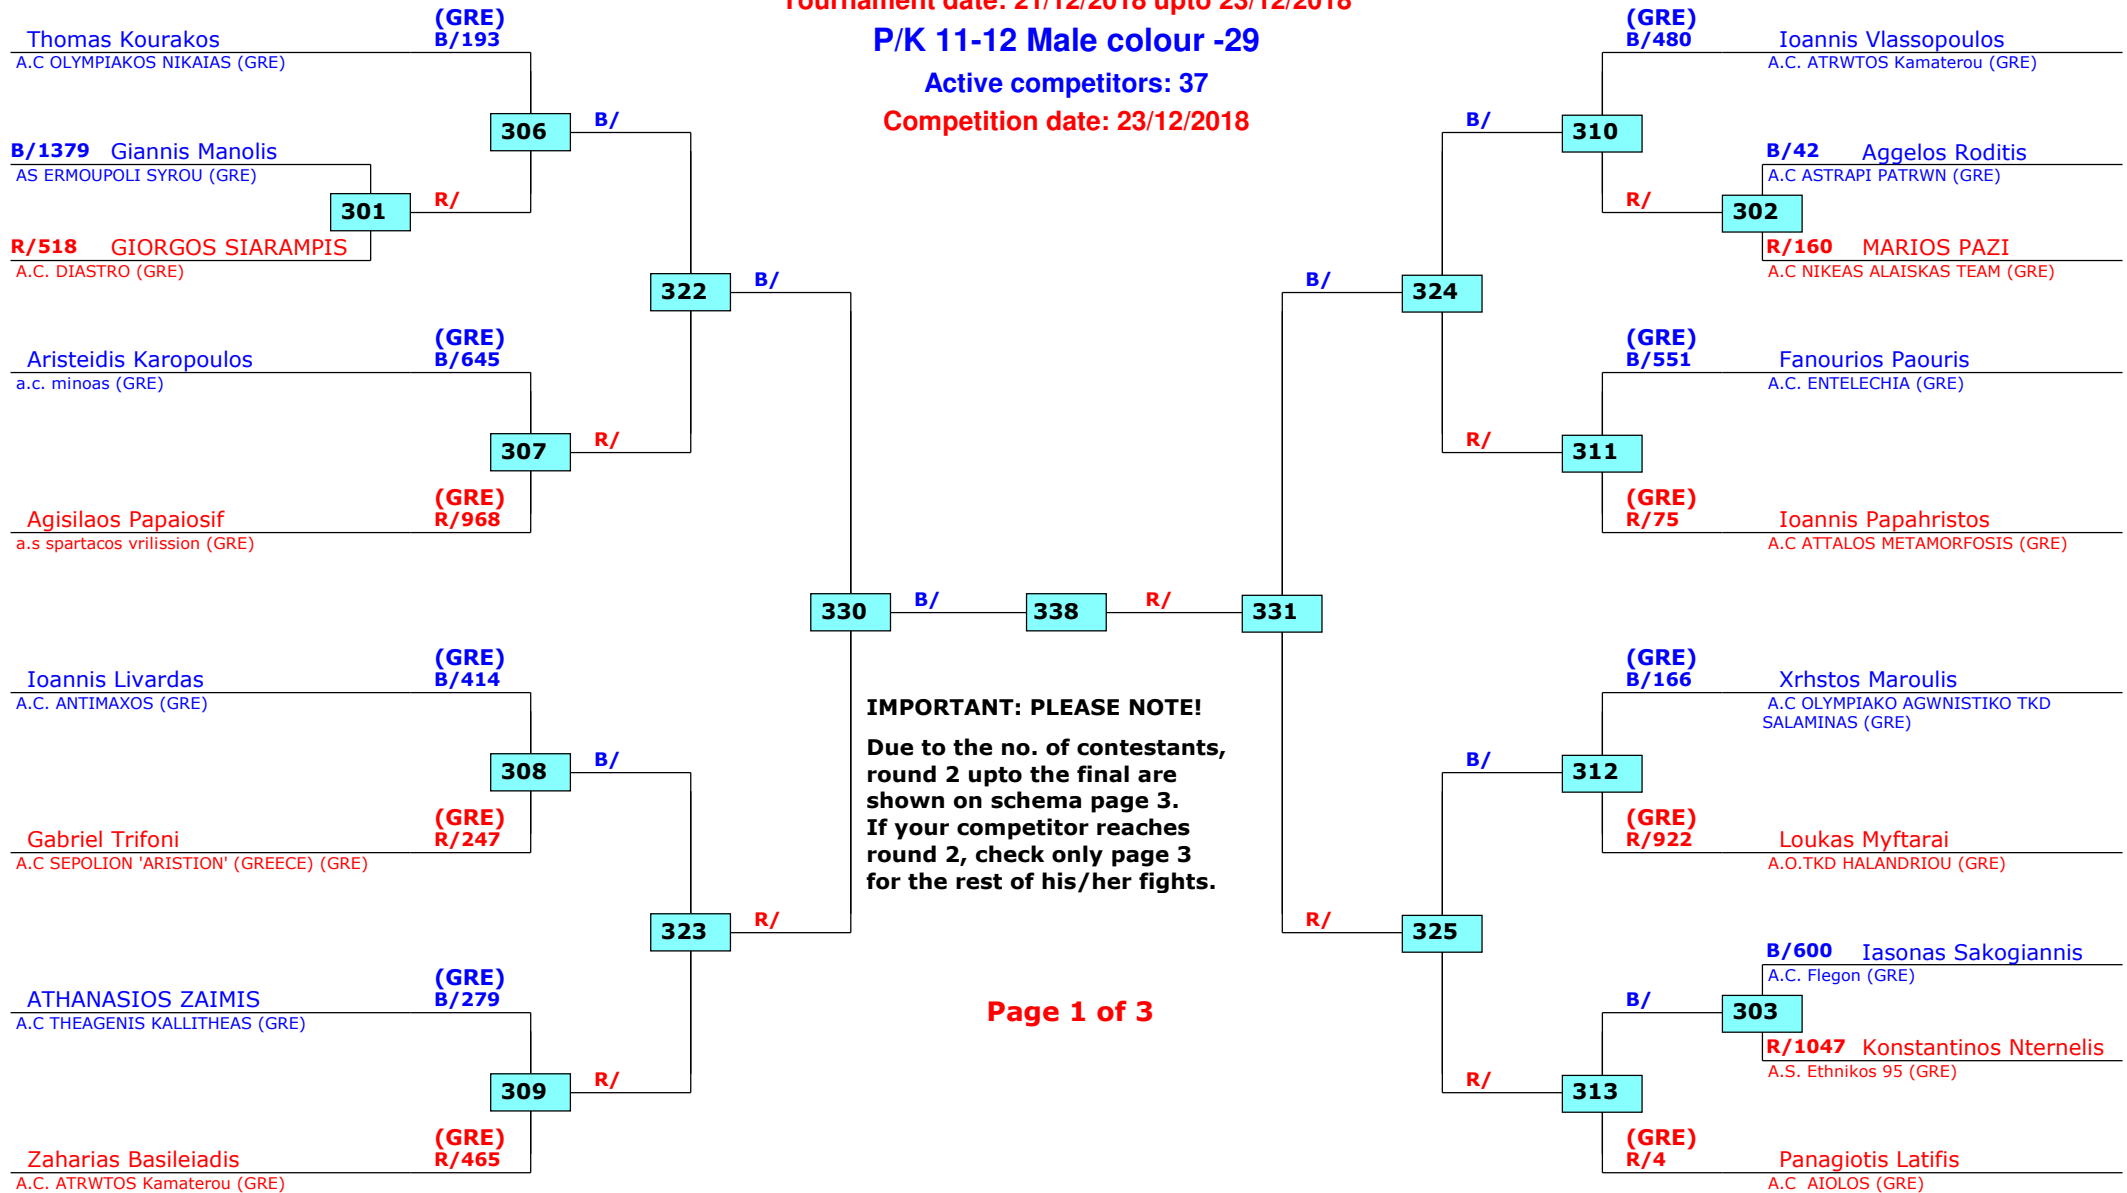 Tournament date: 21/12/2018 upto 23/12/2018
P/K 11-12 Male colour -29
Active competitors: 37
Competition date: 23/12/2018
(GRE)
Thomas Kourakos B/193
A.C OLYMPIAKOS NIKAIAS (GRE)
306 B/
B/1379 Giannis Manolis
AS ERMOUPOLI SYROU (GRE)
301 R/
R/518 GIORGOS SIARAMPIS
A.C. DIASTRO (GRE)
322 B/
(GRE)
Aristeidis Karopoulos B/645
a.c. minoas (GRE)
307 R/
(GRE)
Agisilaos Papaiosif R/968
a.s spartacos vrilission (GRE)
330 B/ 338 R/ 331
(GRE)
Ioannis Livardas B/414
A.C. ANTIMAXOS (GRE)
308 B/
(GRE)
Gabriel Trifoni R/247
A.C SEPOLION 'ARISTION' (GREECE) (GRE)
323 R/
(GRE)
ATHANASIOS ZAIMIS B/279
A.C THEAGENIS KALLITHEAS (GRE)
309 R/
(GRE)
Zaharias Basileiadis R/465
A.C. ATRWTOS Kamaterou (GRE)
IMPORTANT: PLEASE NOTE!
Due to the no. of contestants,
round 2 upto the final are
shown on schema page 3.
If your competitor reaches
round 2, check only page 3
for the rest of his/her fights.
Page 1 of 3
(GRE)
B/480 Ioannis Vlassopoulos
A.C. ATRWTOS Kamaterou (GRE)
B/ 310
B/42 Aggelos Roditis
A.C ASTRAPI PATRWN (GRE)
R/ 302
R/160 MARIOS PAZI
A.C NIKEAS ALAISKAS TEAM (GRE)
B/ 324
(GRE)
B/551 Fanourios Paouris
A.C. ENTELECHIA (GRE)
R/ 311
(GRE)
R/75 Ioannis Papahristos
A.C ATTALOS METAMORFOSIS (GRE)
(GRE)
B/166 Xrhstos Maroulis
A.C OLYMPIAKO AGWNISTIKO TKD
SALAMINAS (GRE)
B/ 312
(GRE)
R/922 Loukas Myftarai
A.O.TKD HALANDRIOU (GRE)
R/ 325
B/600 Iasonas Sakogiannis
A.C. Flegon (GRE)
B/ 303
R/1047 Konstantinos Nternelis
A.S. Ethnikos 95 (GRE)
R/ 313
(GRE)
R/4 Panagiotis Latifis
A.C AIOLOS (GRE)